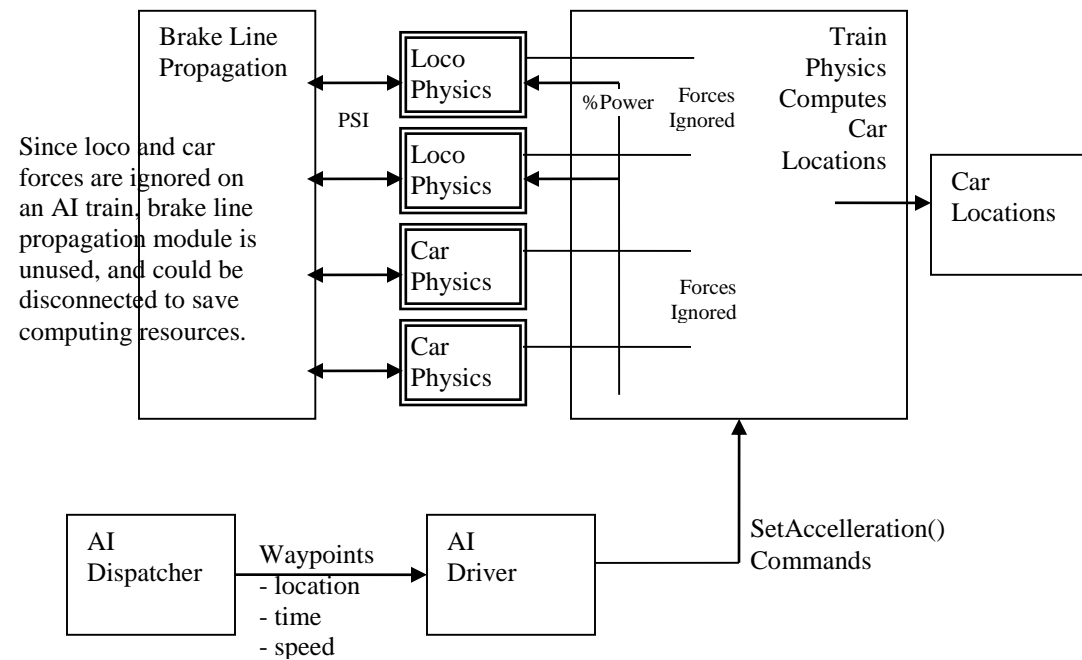 Brake Line
Propagation
PSI
Since loco and car
forces are ignored on
an AI train, brake line
propagation module is
unused, and could be
disconnected to save
computing resources.
Loco
Physics
Loco
Physics
Car
Physics
Car
Physics
%Power
Forces
Ignored
Forces
Ignored
Train
Physics
Computes
Car
Locations
Car
Locations
AI
Dispatcher
Waypoints
- location
- time
- speed
AI
Driver
SetAccelleration()
Commands